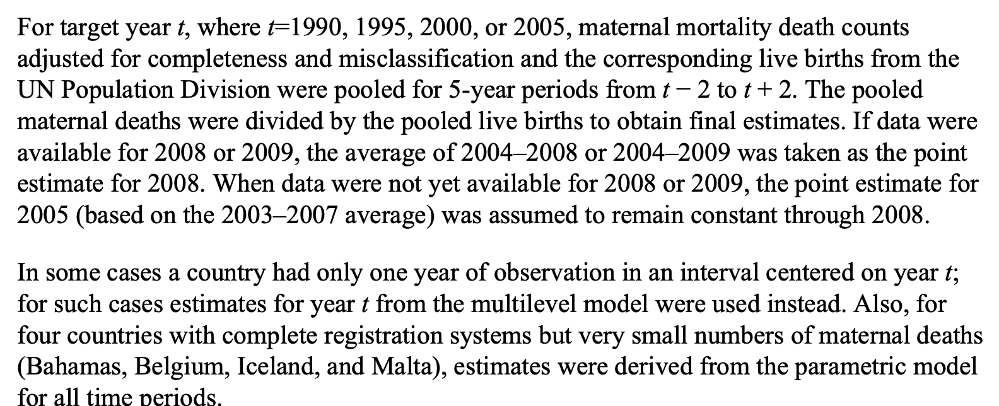 For target year t, where t=1990, 1995, 2000, or 2005, maternal mortality death counts
adjusted for completeness and misclassification and the corresponding live births from the
UN Population Division were pooled for 5-year periods from t − 2 to t + 2. The pooled
maternal deaths were divided by the pooled live births to obtain final estimates. If data were
available for 2008 or 2009, the average of 2004–2008 or 2004–2009 was taken as the point
estimate for 2008. When data were not yet available for 2008 or 2009, the point estimate for
2005 (based on the 2003–2007 average) was assumed to remain constant through 2008.
In some cases a country had only one year of observation in an interval centered on year t;
for such cases estimates for year t from the multilevel model were used instead. Also, for
four countries with complete registration systems but very small numbers of maternal deaths
(Bahamas, Belgium, Iceland, and Malta), estimates were derived from the parametric model
for all time periods.